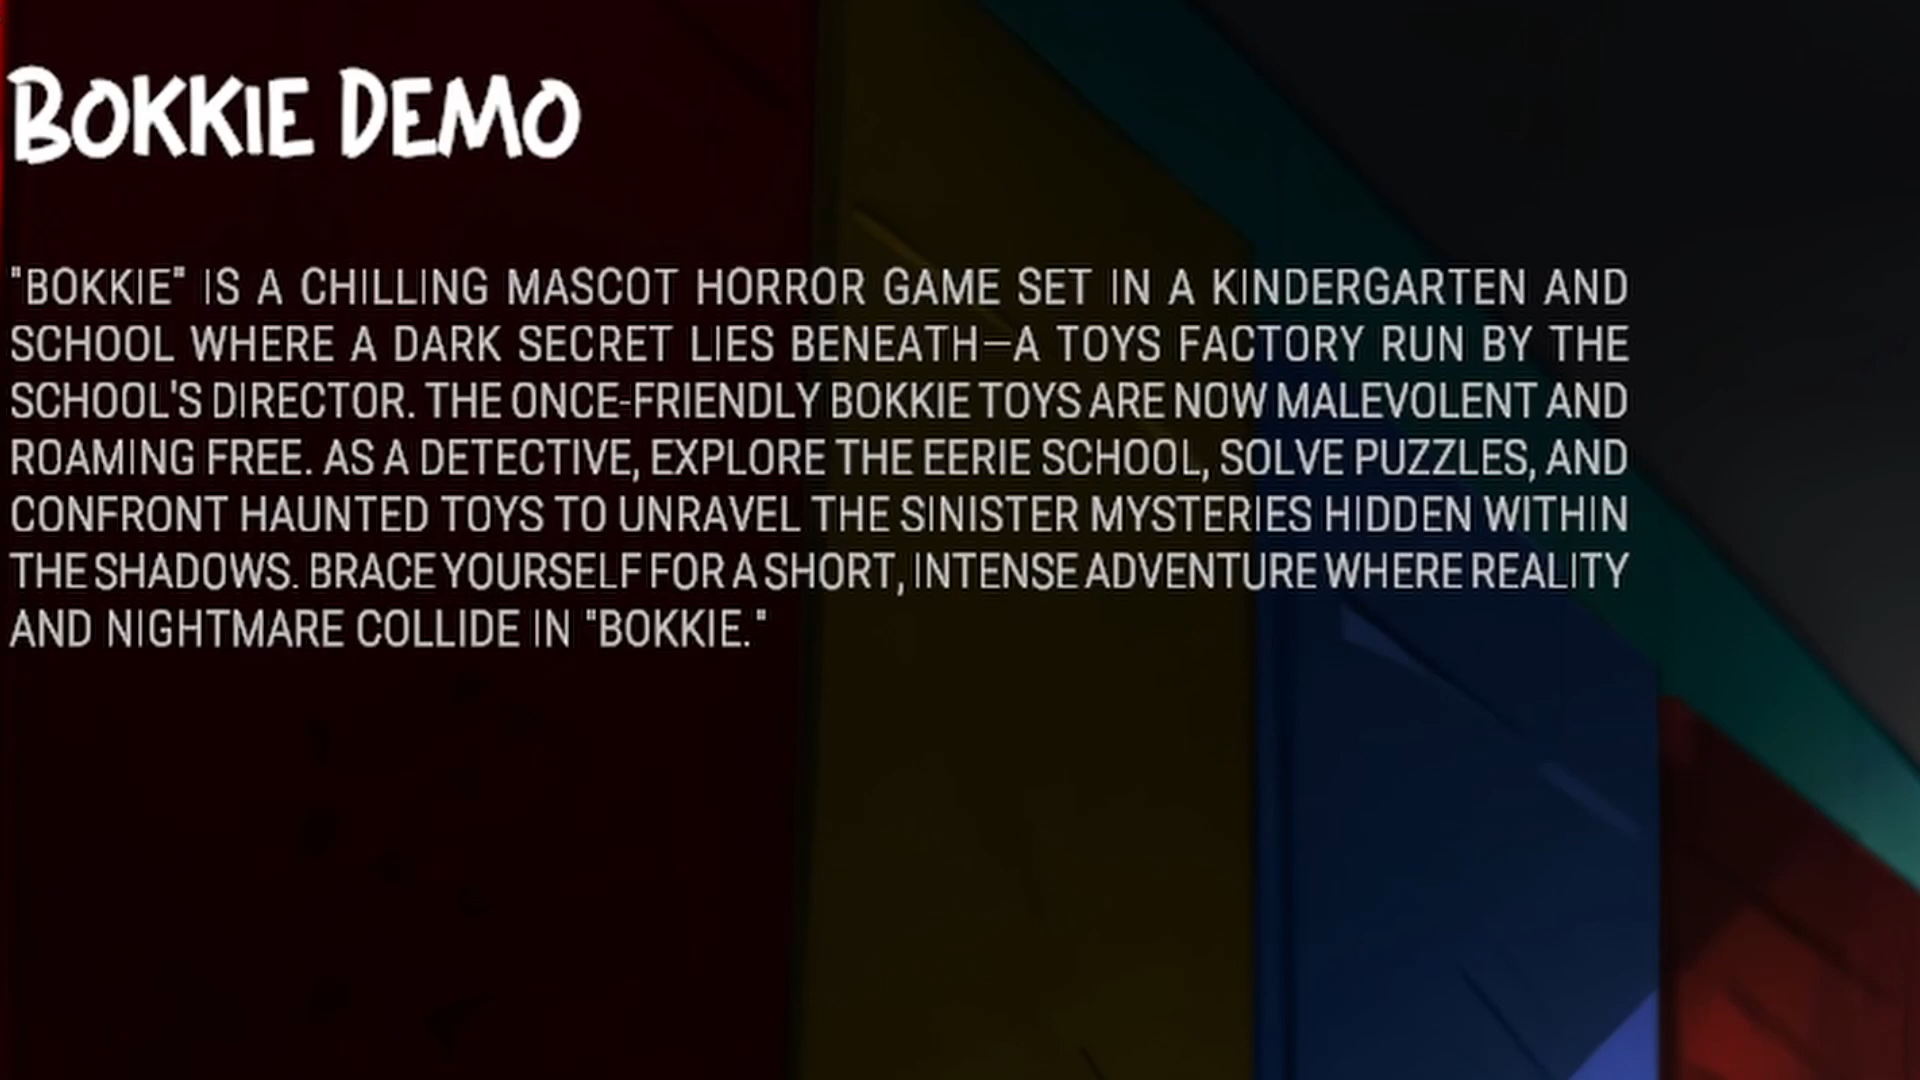 BOKKIE DEMO
"BOKKIE" IS A CHILLING MASCOT HORROR GAME SET IN A KINDERGARTEN AND
SCHOOL WHERE A DARK SECRET LIES BENEATH—A TOYS FACTORY RUN BY THE
SCHOOL'S DIRECTOR. THE ONCE-FRIENDLY BOKKIE TOYS ARE NOW MALEVOLENT AND
ROAMING FREE. AS A DETECTIVE, EXPLORE THE EERIE SCHOOL, SOLVE PUZZLES, AND
CONFRONT HAUNTED TOYS TO UNRAVEL THE SINISTER MYSTERIES HIDDEN WITHIN
THE SHADOWS. BRACE YOURSELF FOR A SHORT, INTENSE ADVENTURE WHERE REALITY
AND NIGHTMARE COLLIDE IN "BOKKIE."